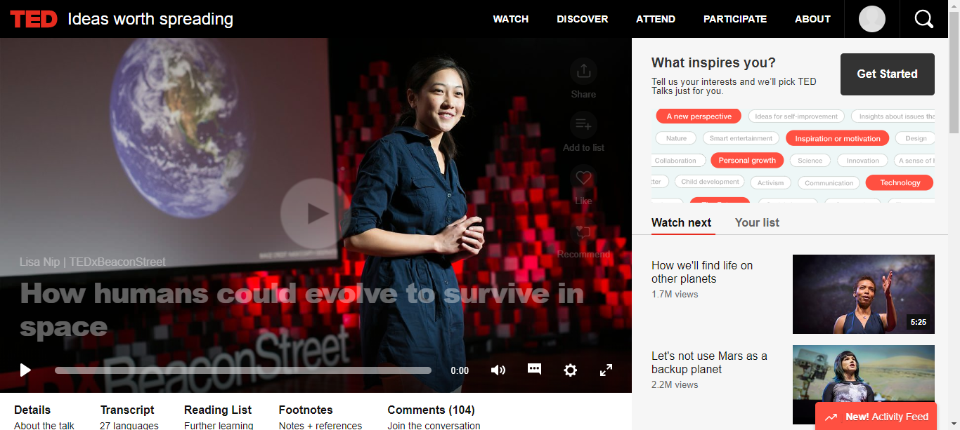 TED Ideas worth spreading
WATCH DISCOVER ATTEND PARTICIPATE ABOUT
Share
Add to list
Like
Recommend
Lisa Nip | TEDxBeaconStreet
How humans could evolve to survive in
space
DxBeaconStreet
0:00
Details
About the talk
Transcript
27 languages
Reading List
Further learning
Footnotes
Notes + references
Comments (104)
Join the conversation
What inspires you?
Tell us your interests and we'll pick TED
Talks just for you.
Get Started
A new perspective Ideas for self-improvement Insights about issues tha
Nature Smart entertainment Inspiration or motivation Design
Collaboration Personal growth Science Innovation A sense of t
Child development Activism Communication Technology
Watch next Your list
How we'll find life on
other planets
1.7M views
5:25
Let's not use Mars as a
backup planet
2.2M views
New! Activity Feed